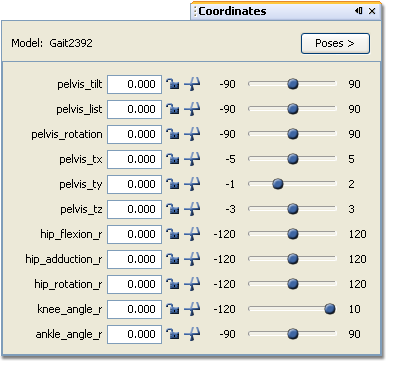 Coordinates
Model: Gait2392 Poses >
pelvis_tilt 0.000 -90 90
pelvis_list 0.000 -90 90
pelvis_rotation 0.000 -90 90
pelvis_tx 0.000 -5 5
pelvis_ty 0.000 -1 2
pelvis_tz 0.000 -3 3
hip_flexion_r 0.000 -120 120
hip_adduction_r 0.000 -120 120
hip_rotation_r 0.000 -120 120
knee_angle_r 0.000 -120 10
ankle_angle_r 0.000 -90 90